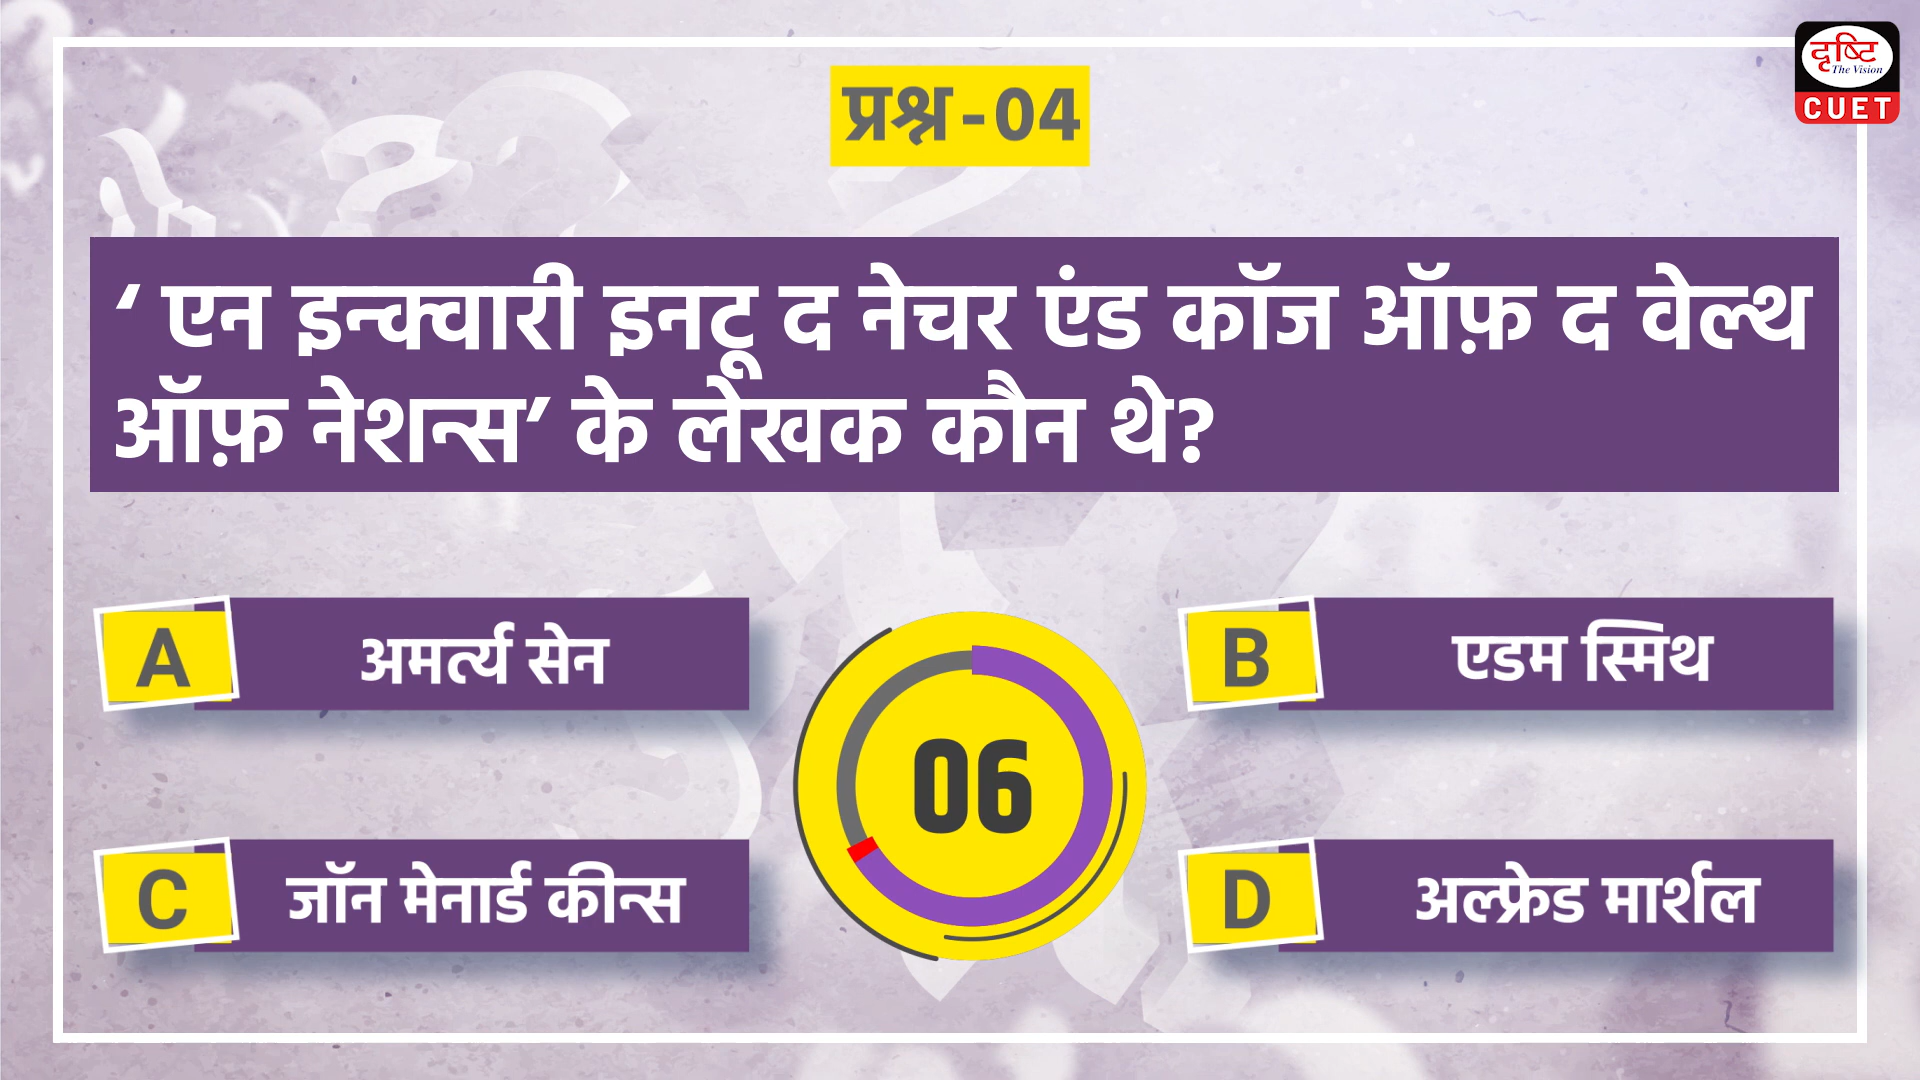 दृष्टि
The Vision
CUET
प्रश्न-04
‘ एन इन्क्वारी इनटू द नेचर एंड कॉज ऑफ़ द वेल्थ
ऑफ़ नेशन्स’ के लेखक कौन थे?
A अमर्त्य सेन
B एडम स्मिथ
06
C जॉन मेनार्ड कीन्स
D अल्फ्रेड मार्शल